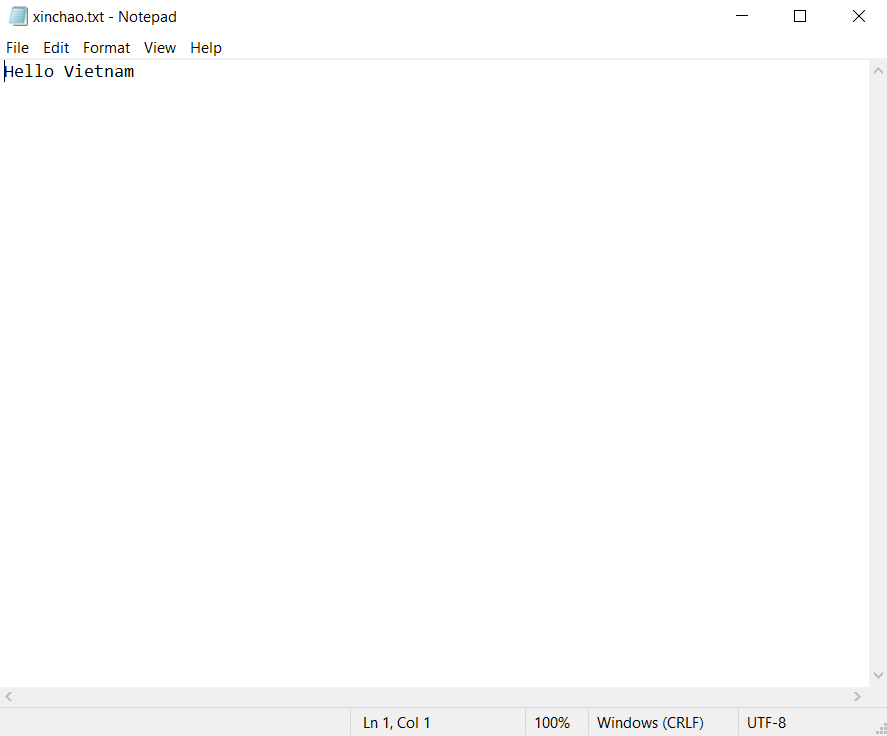 xinchao.txt - Notepad
File Edit Format View Help
Hello Vietnam
Ln 1, Col 1 100% Windows (CRLF) UTF-8